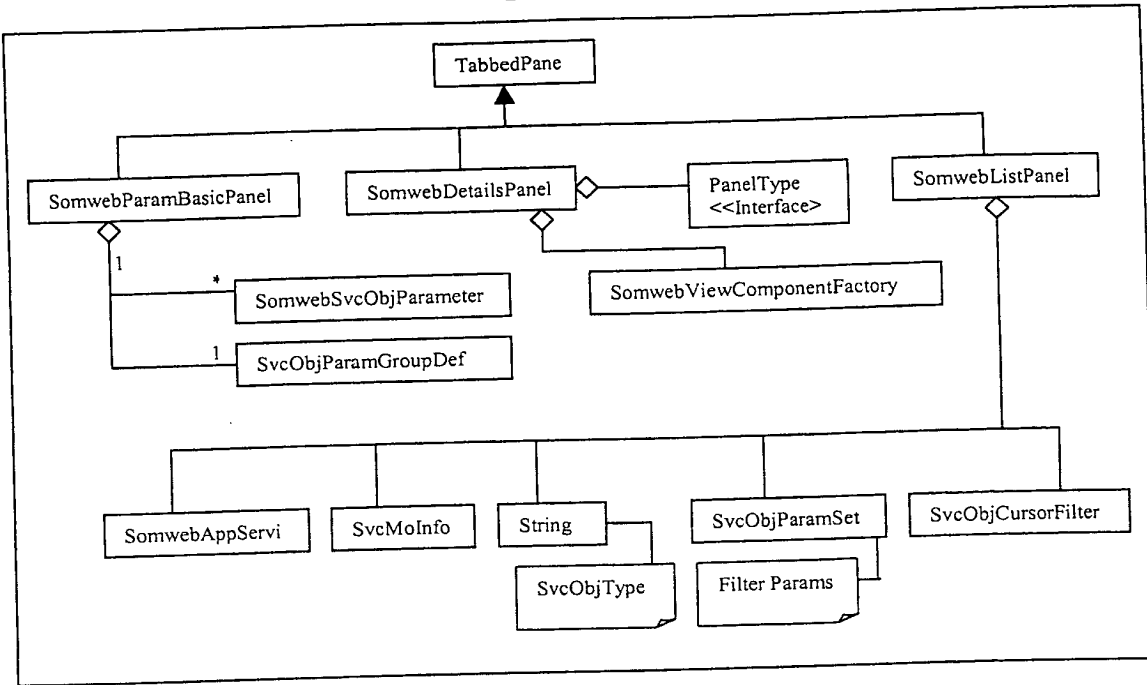 TabbedPane
SomwebParamBasicPanel
SomwebDetailsPanel
PanelType
<<Interface>
SomwebListPanel
1
*
SomwebSvcObjParameter
SomwebViewComponentFactory
1
SvcObjParamGroupDef
SomwebAppServi
SvcMoInfo
String
SvcObjParamSet
SvcObjCursorFilter
SvcObjType
Filter Params